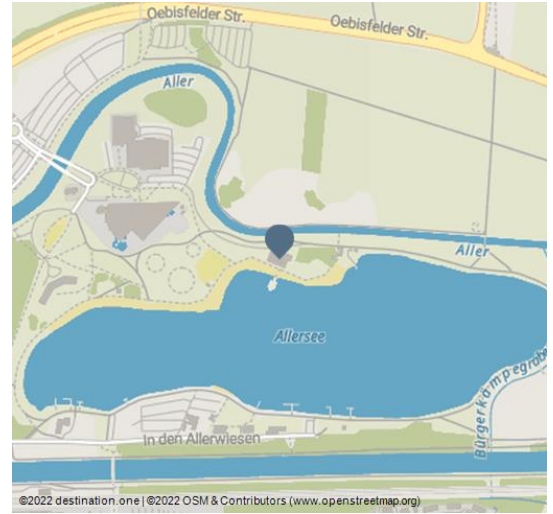 Oebisfelder Str.
Oebisfelder Str.
Aller
Aller
Allersee
Bürgerkämpegrabe
In den Allerwiesen
©2022 destination one | ©2022 OSM & Contributors (www.openstreetmap.org)